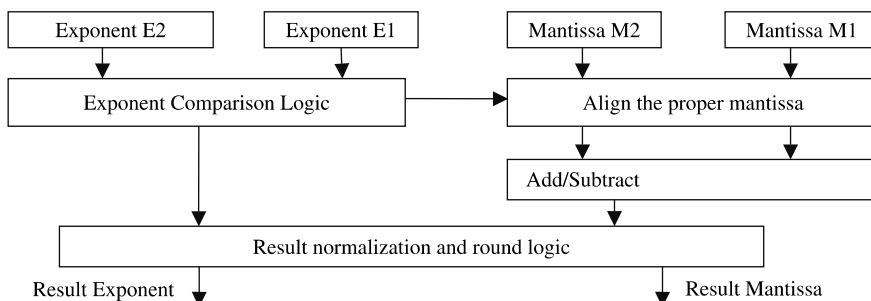 Exponent E2
Exponent E1
Mantissa M2
Mantissa M1
Exponent Comparison Logic
Align the proper mantissa
Add/Subtract
Result normalization and round logic
Result Exponent
Result Mantissa